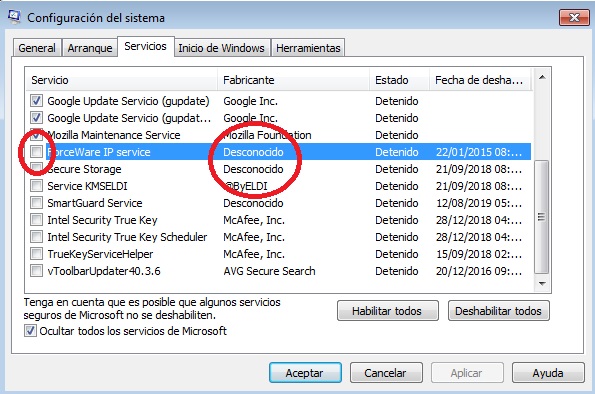 Configuración del sistema
General Arranque Servicios Inicio de Windows Herramientas
Servicio Fabricante Estado Fecha de desha...
Google Update Servicio (gupdate) Google Inc. Detenido
Google Update Servicio (gupdat... Google Inc. Detenido
Mozilla Maintenance Service Mozilla Foundation Detenido
ForceWare IP service Desconocido Detenido 22/01/2015 08:...
Secure Storage Desconocido Detenido 21/09/2018 08:...
Service KMSELDI @ByELDI Detenido 21/09/2018 08:...
SmartGuard Service Desconocido Detenido 12/08/2019 05:...
Intel Security True Key McAfee, Inc. Detenido 28/12/2018 04:...
Intel Security True Key Scheduler McAfee, Inc. Detenido 28/12/2018 04:...
TrueKeyServiceHelper McAfee, Inc. Detenido 15/09/2018 02:...
vToolbarUpdater40.3.6 AVG Secure Search Detenido 20/12/2016 09:...
Tenga en cuenta que es posible que algunos servicios
seguros de Microsoft no se deshabiliten.
Habilitar todos Deshabilitar todos
Ocultar todos los servicios de Microsoft
Aceptar Cancelar Aplicar Ayuda